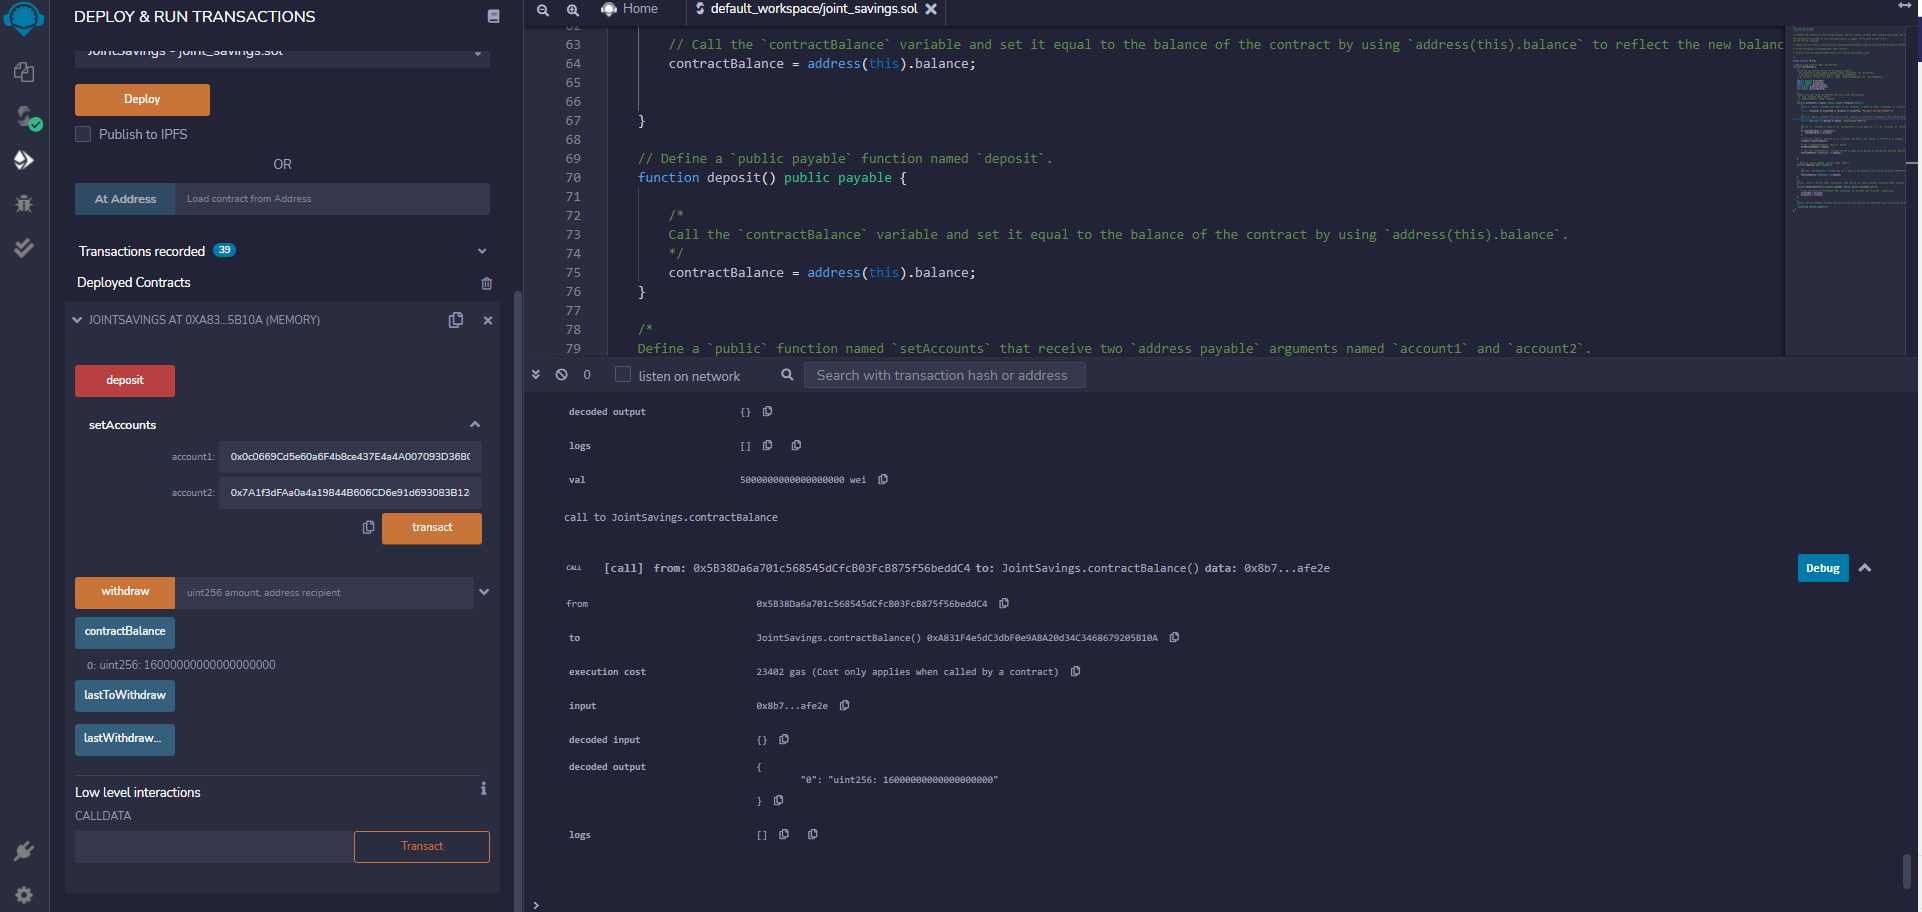 DEPLOY & RUN TRANSACTIONS
JointSavings - joint_savings.sol
Deploy
Publish to IPFS
OR
At Address
Load contract from Address
Transactions recorded 39
Deployed Contracts
JOINTSAVINGS AT 0XA83...5B10A (MEMORY)
deposit
setAccounts
account1: 0x0c0669Cd5e60a6F4b8ce437E4a4A007093D368C
account2: 0x7A1f3dFAa0a4a19844B606CD6e91d693083B12
transact
withdraw
uint256 amount, address recipient
contractBalance
0: uint256: 16000000000000000000
lastToWithdraw
lastWithdraw...
Low level interactions
CALLDATA
Transact
Home
default_workspace/joint_savings.sol
62
63 // Call the `contractBalance` variable and set it equal to the balance of the contract by using `address(this).balance` to reflect the new balanc
64 contractBalance = address(this).balance;
65
66
67 }
68
69 // Define a `public payable` function named `deposit`.
70 function deposit() public payable {
71
72 /*
73 Call the `contractBalance` variable and set it equal to the balance of the contract by using `address(this).balance`.
74 */
75 contractBalance = address(this).balance;
76 }
77
78 /*
79 Define a `public` function named `setAccounts` that receive two `address payable` arguments named `account1` and `account2`.
0
listen on network
Search with transaction hash or address
decoded output {}
logs []
val 5000000000000000000 wei
call to JointSavings.contractBalance
CALL [call] from: 0x5B38Da6a701c568545dCfcB03FcB875f56beddC4 to: JointSavings.contractBalance() data: 0x8b7...afe2e
Debug
from 0x5B38Da6a701c568545dCfcB03FcB875f56beddC4
to JointSavings.contractBalance() 0xA831F4e5dC3dbF0e9ABA20d34C3468679205B10A
execution cost 23402 gas (Cost only applies when called by a contract)
input 0x8b7...afe2e
decoded input {}
decoded output {
"0": "uint256: 16000000000000000000"
}
logs []
>